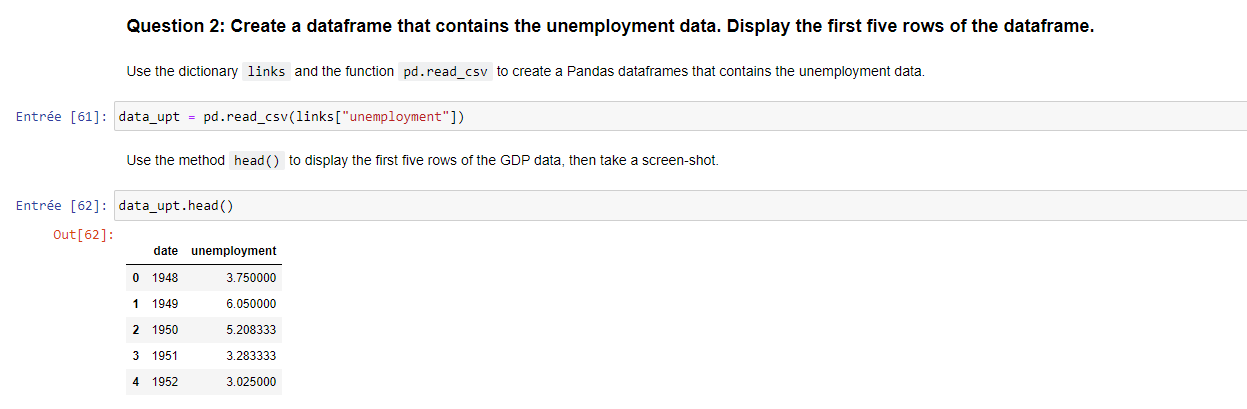 Question 2: Create a dataframe that contains the unemployment data. Display the first five rows of the dataframe.
Use the dictionary links and the function pd.read_csv to create a Pandas dataframes that contains the unemployment data.
Entrée [61]: data_upt = pd.read_csv(links["unemployment"])
Use the method head() to display the first five rows of the GDP data, then take a screen-shot.
Entrée [62]: data_upt.head()
Out[62]:
date unemployment
0 1948 3.750000
1 1949 6.050000
2 1950 5.208333
3 1951 3.283333
4 1952 3.025000